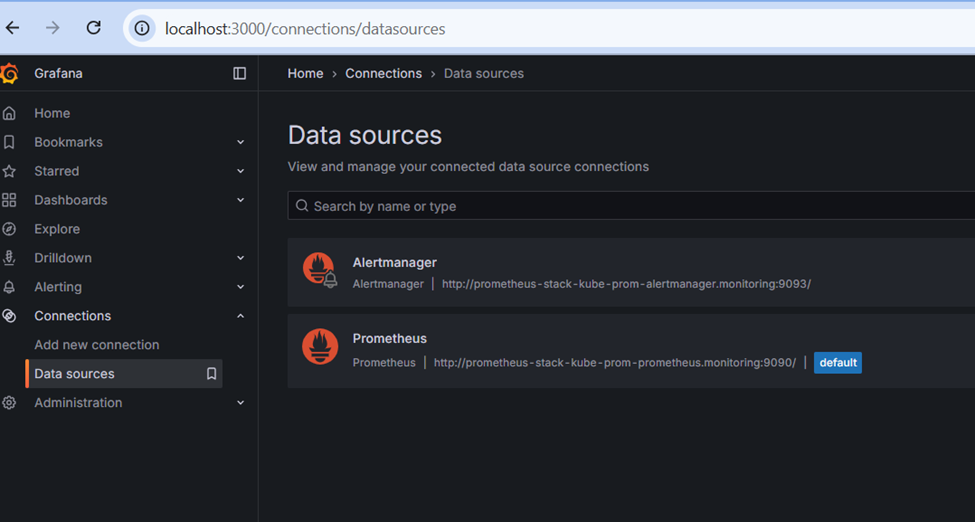 localhost:3000/connections/datasources
Grafana
Home › Connections › Data sources
Home
Bookmarks
Starred
Dashboards
Explore
Drilldown
Alerting
Connections
Add new connection
Data sources
Administration
Data sources
View and manage your connected data source connections
Search by name or type
Alertmanager
Alertmanager | http://prometheus-stack-kube-prom-alertmanager.monitoring:9093/
Prometheus
Prometheus | http://prometheus-stack-kube-prom-prometheus.monitoring:9090/ | default